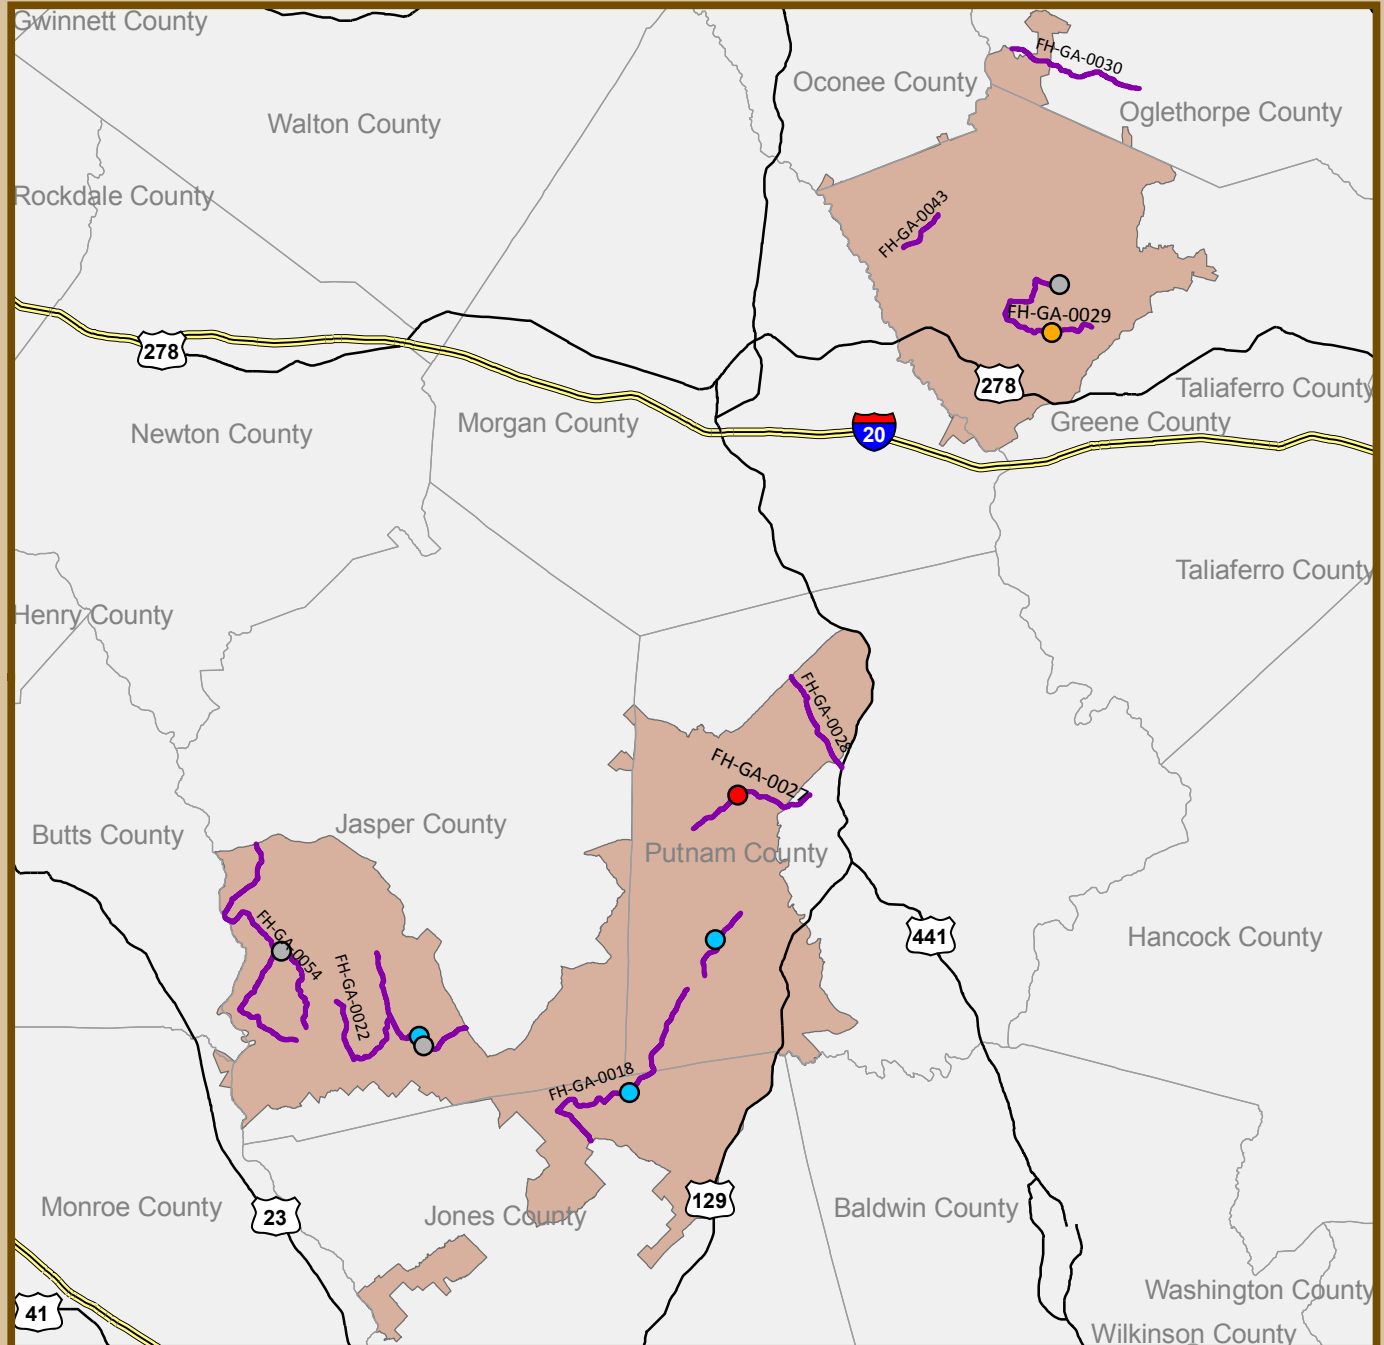 Gwinnett County
FH-GA-0030
Oconee County
Oglethorpe County
Walton County
Rockdale County
FH-GA-0043
FH-GA-0029
278
278
Taliaferro County
Morgan County
Greene County
Newton County
20
Taliaferro County
Henry County
FH-GA-0028
FH-GA-0027
Jasper County
Butts County
Putnam County
FH-GA-0054
441
Hancock County
FH-GA-0022
FH-GA-0018
Monroe County
129
Baldwin County
23
Jones County
Washington County
41
Wilkinson County